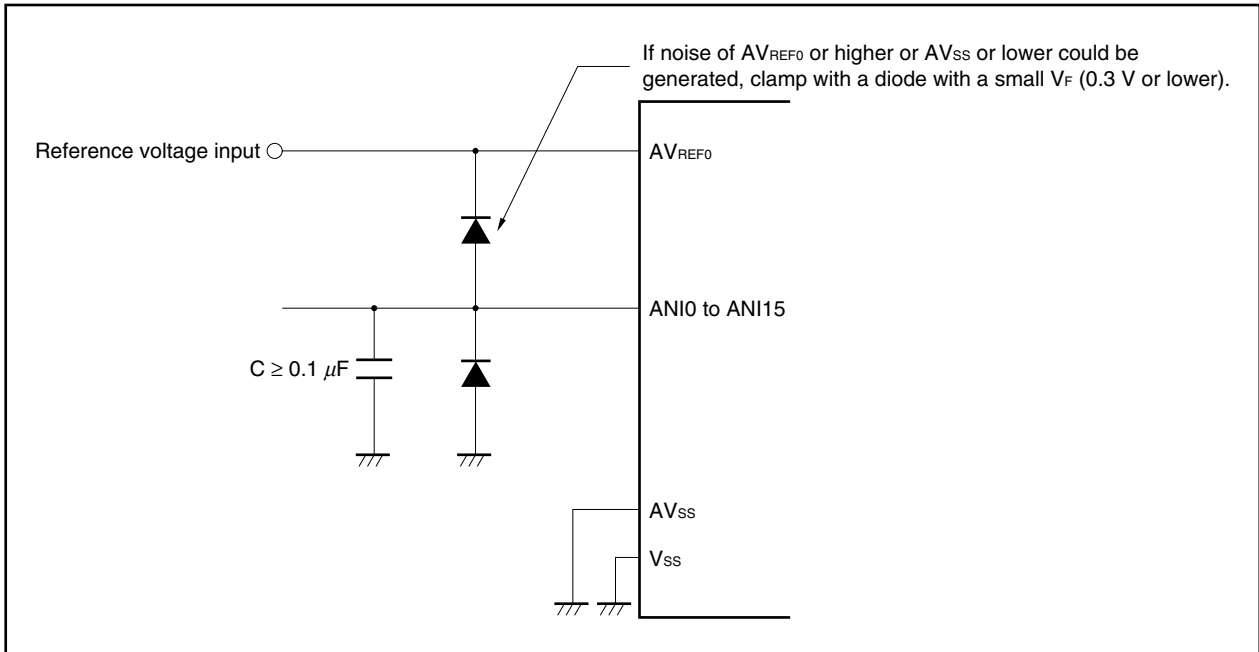 If noise of AVREF0 or higher or AVSS or lower could be
generated, clamp with a diode with a small VF (0.3 V or lower).
Reference voltage input
AVREF0
ANI0 to ANI15
C ≥ 0.1 μF
AVSS
VSS